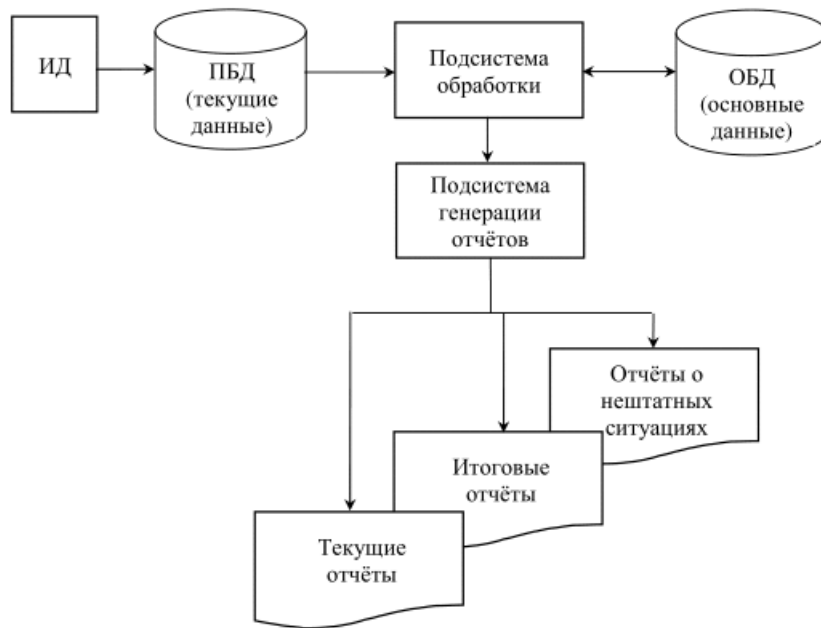 ИД
ПБД
(текущие
данные)
Подсистема
обработки
ОБД
(основные
данные)
Подсистема
генерации
отчётов
Отчёты о
нештатных
ситуациях
Итоговые
отчёты
Текущие
отчёты